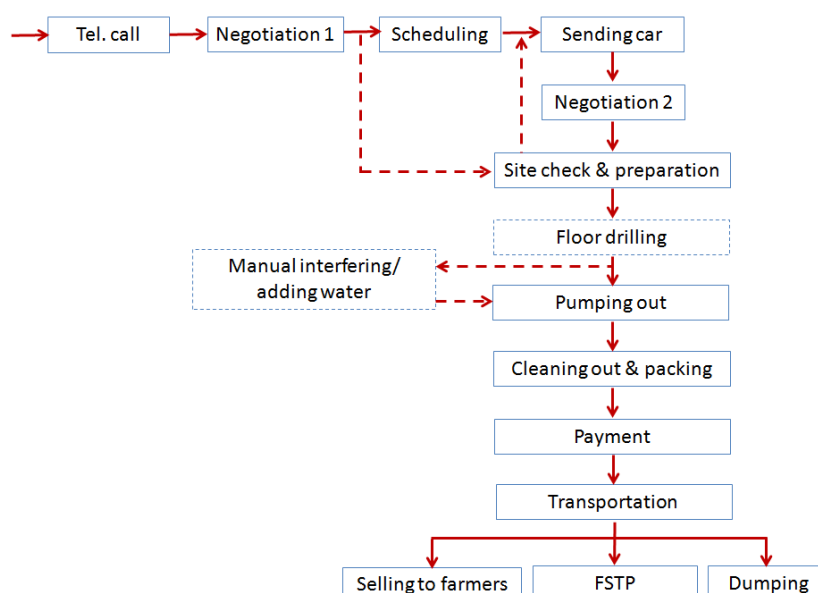 Tel. call
Negotiation 1
Scheduling
Sending car
Negotiation 2
Site check & preparation
Floor drilling
Manual interfering/
adding water
Pumping out
Cleaning out & packing
Payment
Transportation
Selling to farmers
FSTP
Dumping